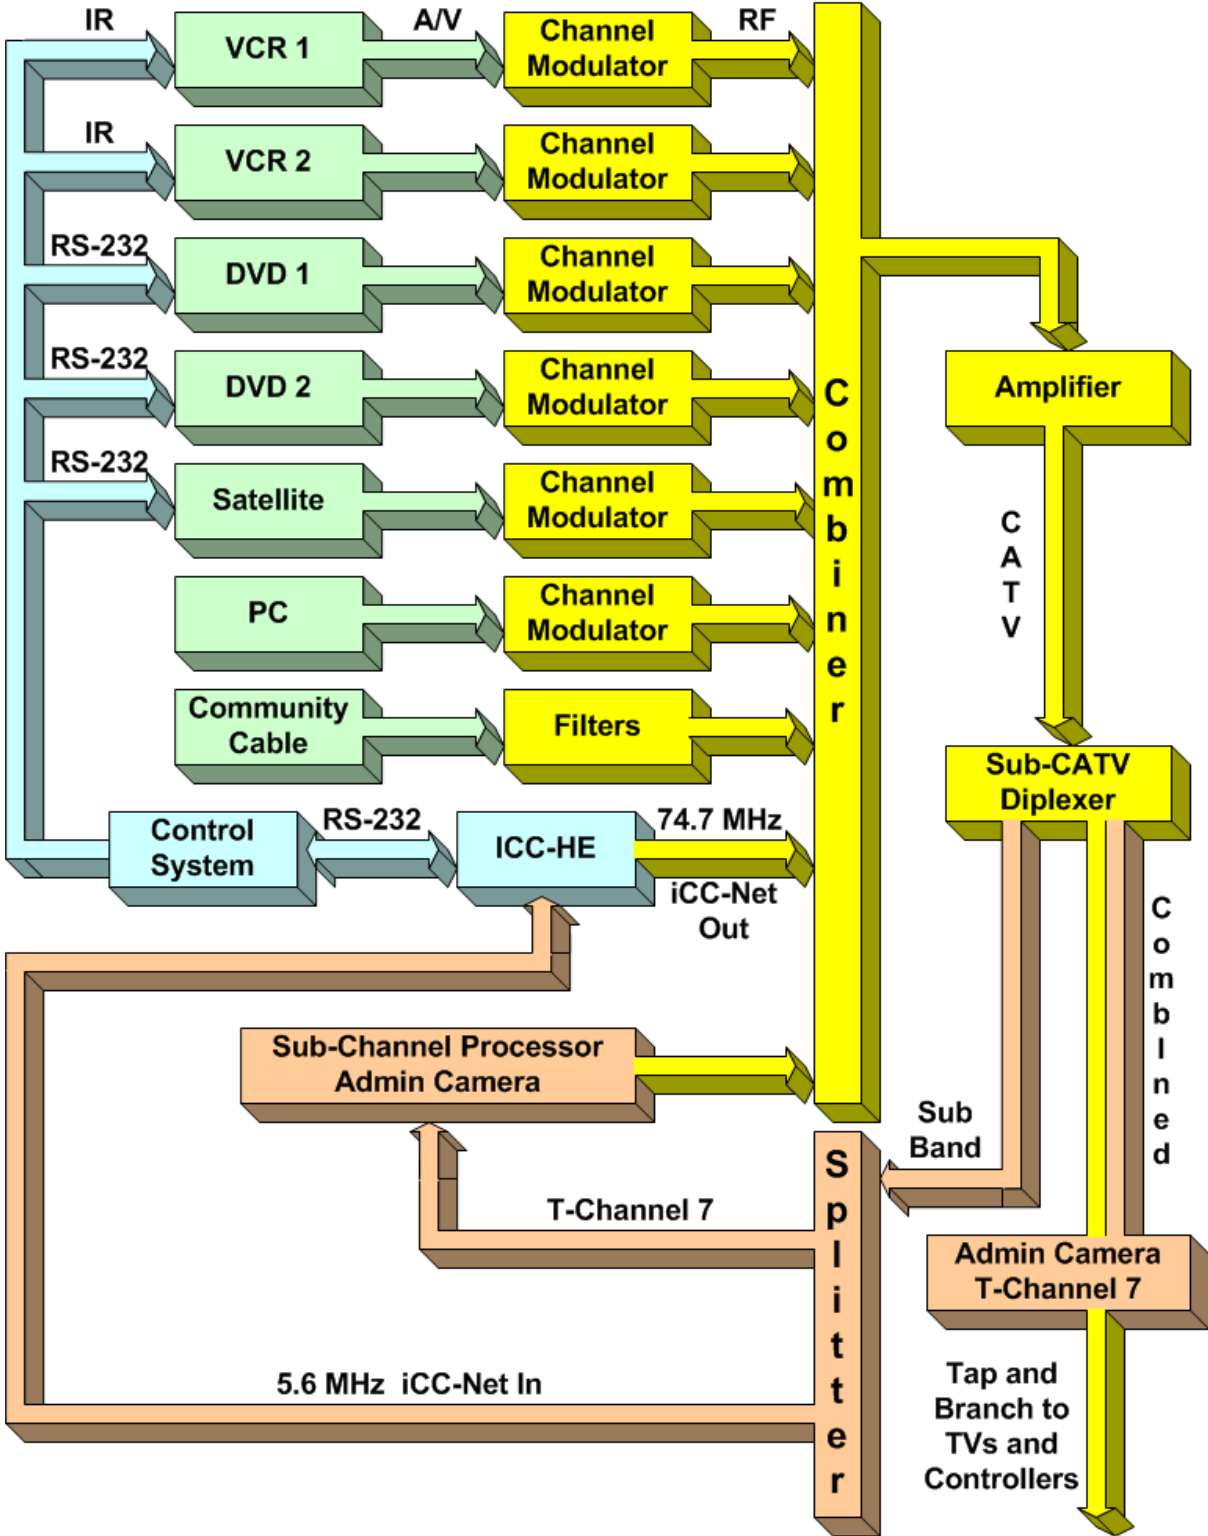 IR
VCR 1
A/V
Channel
Modulator
RF
IR
VCR 2
Channel
Modulator
RS-232
DVD 1
Channel
Modulator
RS-232
DVD 2
Channel
Modulator
RS-232
Satellite
Channel
Modulator
PC
Channel
Modulator
Community
Cable
Filters
Combiner
Amplifier
CATV
Sub-CATV
Diplexer
Control
System
RS-232
ICC-HE
74.7 MHz
iCC-Net
Out
CombIned
Sub-Channel Processor
Admin Camera
Sub
Band
Splitter
T-Channel 7
Admin Camera
T-Channel 7
5.6 MHz iCC-Net In
Tap and
Branch to
TVs and
Controllers